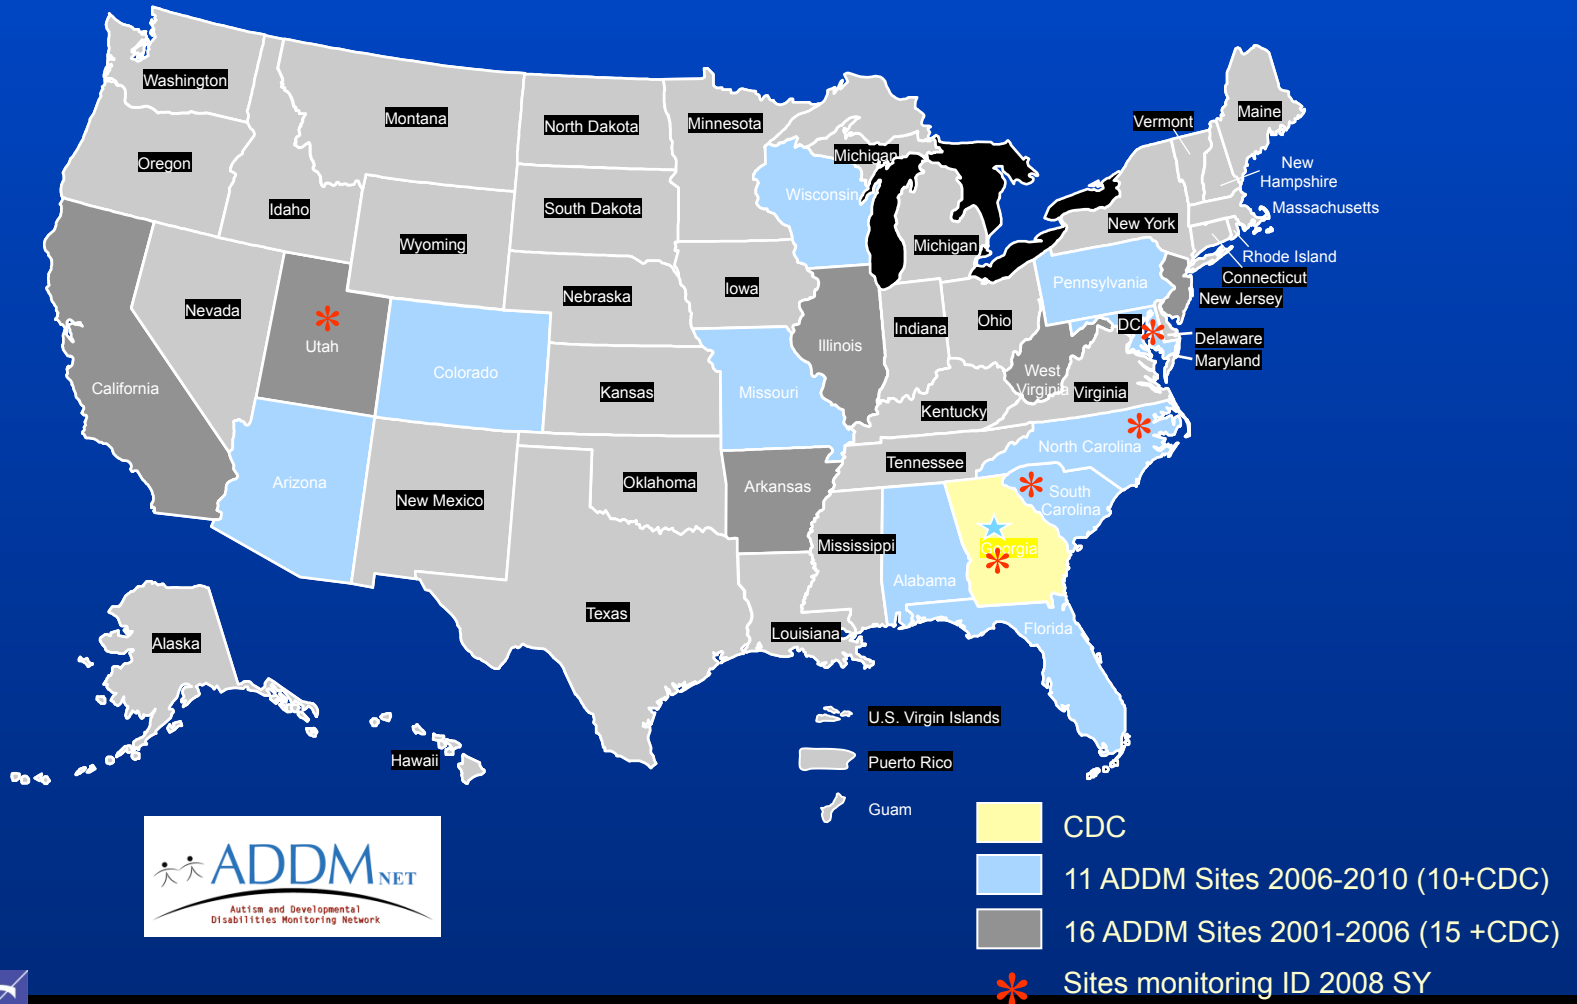 Washington
Montana
North Dakota
Minnesota
Maine
Vermont
Oregon
Michigan
New
Hampshire
Idaho
South Dakota
Wisconsin
Massachusetts
New York
Wyoming
Michigan
Rhode Island
Connecticut
Nebraska
Iowa
Pennsylvania
New Jersey
Nevada
Indiana
Ohio
DC
Delaware
Utah
Illinois
Maryland
California
Colorado
Kansas
Missouri
West
Virginia
Virginia
Kentucky
North Carolina
Tennessee
Arizona
New Mexico
Oklahoma
Arkansas
South
Carolina
Mississippi
Georgia
Alabama
Texas
Louisiana
Florida
Alaska
Hawaii
U.S. Virgin Islands
Puerto Rico
Guam
CDC
11 ADDM Sites 2006-2010 (10+CDC)
16 ADDM Sites 2001-2006 (15 +CDC)
Sites monitoring ID 2008 SY
ADDM NET
Autism and Developmental
Disabilities Monitoring Network